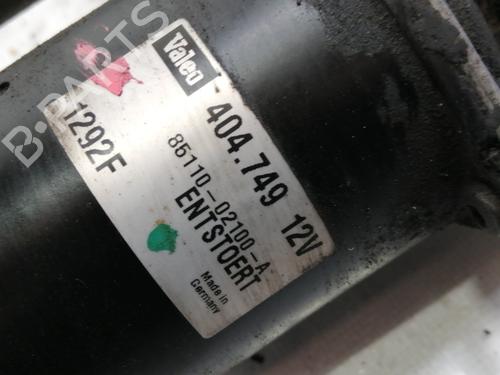 B-PARTS
Valeo
404.749 12V
1292F
85110-02100-A
ENTSTOERT
Made in
Germany